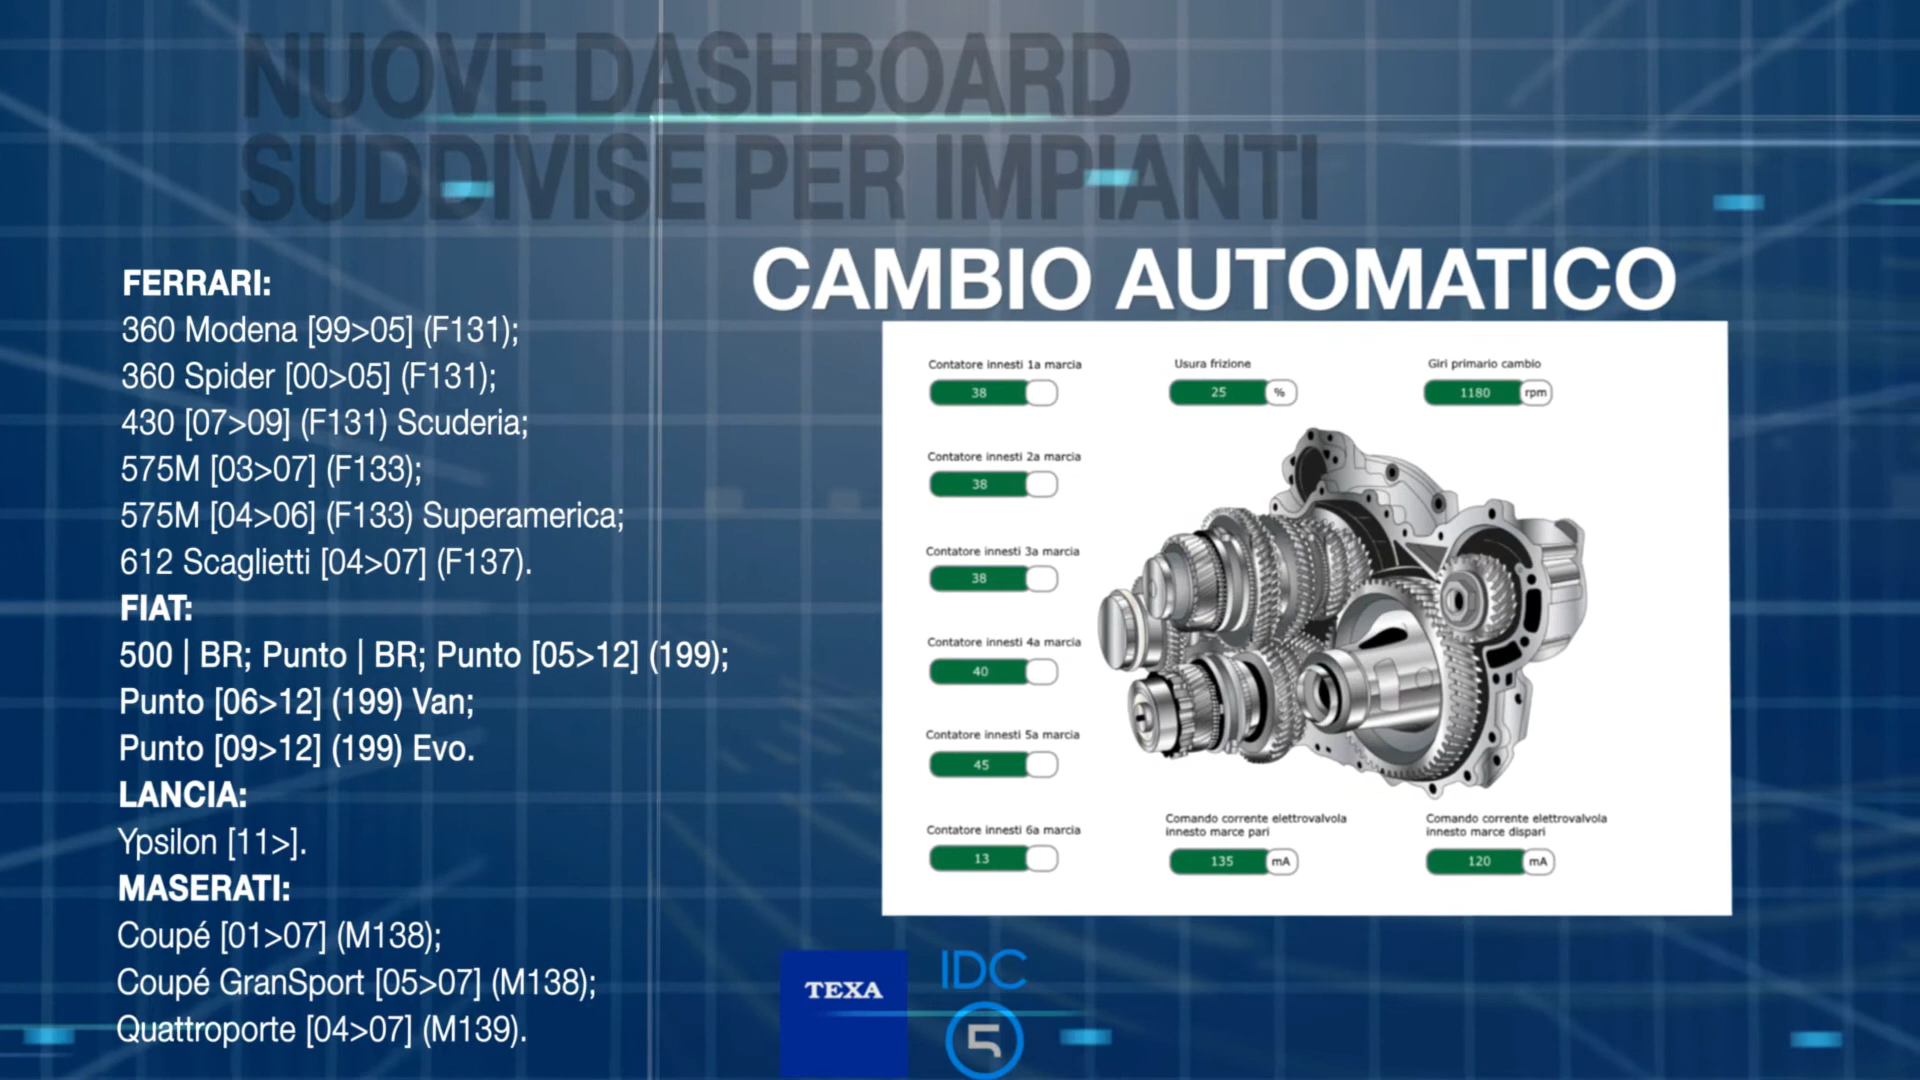 NUOVE DASHBOARD
SUDDIVISE PER IMPIANTI
FERRARI:
360 Modena [99>05] (F131);
360 Spider [00>05] (F131);
430 [07>09] (F131) Scuderia;
575M [03>07] (F133);
575M [04>06] (F133) Superamerica;
612 Scaglietti [04>07] (F137).
FIAT:
500 | BR; Punto | BR; Punto [05>12] (199);
Punto [06>12] (199) Van;
Punto [09>12] (199) Evo.
LANCIA:
Ypsilon [11>].
MASERATI:
Coupé [01>07] (M138);
Coupé GranSport [05>07] (M138);
Quattroporte [04>07] (M139).
CAMBIO AUTOMATICO
Contatore innesti 1a marcia
38
Usura frizione
25 %
Giri primario cambio
1180 rpm
Contatore innesti 2a marcia
38
Contatore innesti 3a marcia
38
Contatore innesti 4a marcia
40
Contatore innesti 5a marcia
45
Contatore innesti 6a marcia
13
Comando corrente elettrovalvola
innesto marce pari
135 mA
Comando corrente elettrovalvola
innesto marce dispari
120 mA
TEXA
IDC
5